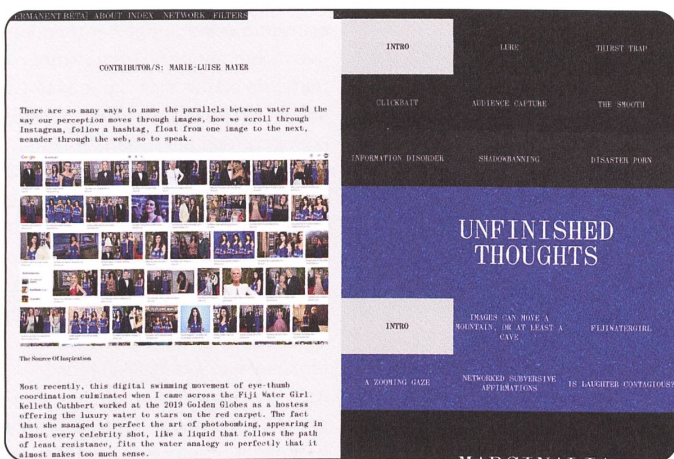 PERMANENT BETA] ABOUT INDEX NETWORK FILTERS
CONTRIBUTOR/S: MARIE-LUISE MAYER
There are so many ways to name the parallels between water and the
way our perception moves through images, how we scroll through
Instagram, follow a hashtag, float from one image to the next,
meander through the web, so to speak.
Google
The Source Of Inspiration
Most recently, this digital swimming movement of eye-thumb
coordination culminated when I came across the Fiji Water Girl.
Kelleth Cuthbert worked at the 2019 Golden Globes as a hostess
offering the luxury water to stars on the red carpet. The fact
that she managed to perfect the art of photobombing, appearing in
almost every celebrity shot, like a liquid that follows the path
of least resistance, fits the water analogy so perfectly that it
almost makes too much sense.
INTRO
LURE
THIRST TRAP
CLICKBAIT
AUDIENCE CAPTURE
THE SMOOTH
INFORMATION DISORDER
SHADOWBANNING
DISASTER PORN
UNFINISHED
THOUGHTS
INTRO
IMAGES CAN MOVE A
MOUNTAIN, OR AT LEAST A
CAVE
FIJIWATERGIRL
A ZOOMING GAZE
NETWORKED SUBVERSIVE
AFFIRMATIONS
IS LAUGHTER CONTAGIOUS?
MARGINALIA